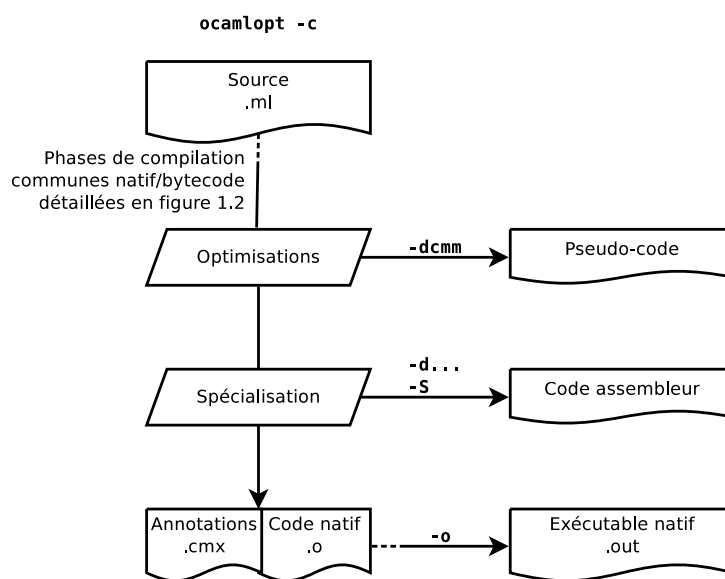 ocamlopt -c
Source
.ml
Phases de compilation
communes natif/bytecode
détaillées en figure 1.2
Optimisations
-dcmm
Pseudo-code
Spécialisation
-d...
-S
Code assembleur
Annotations
.cmx
Code natif
.o
-o
Exécutable natif
.out